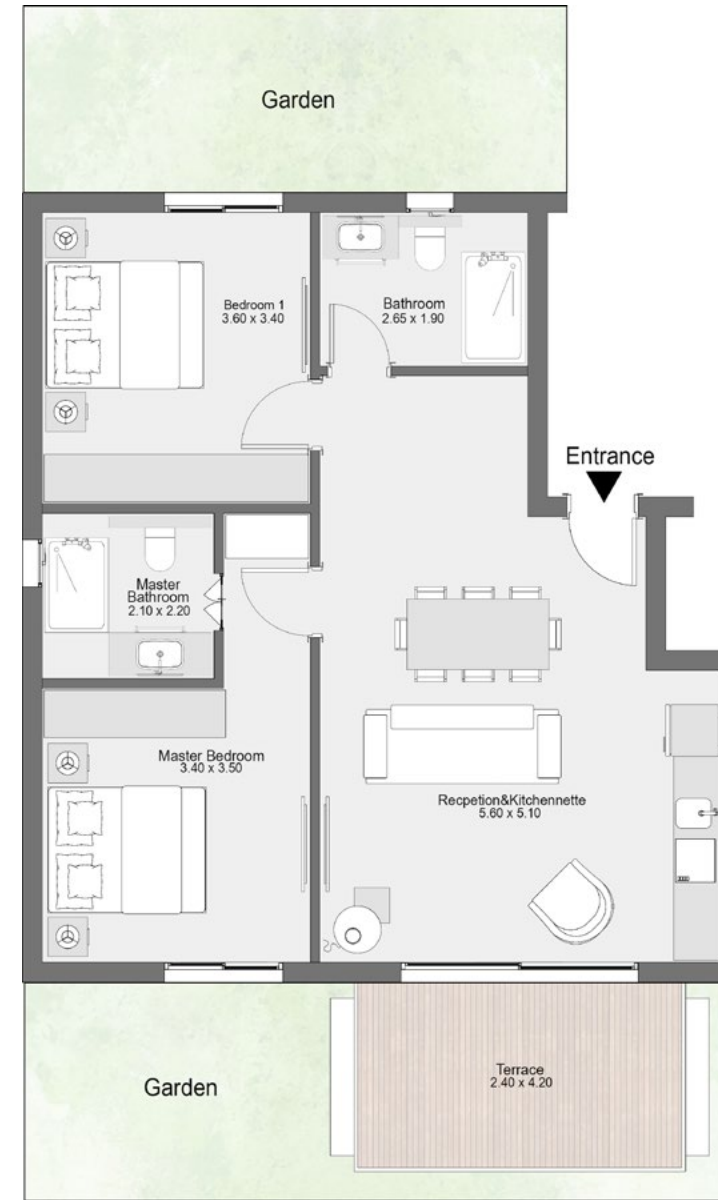 Garden
Bedroom 1
3.60 x 3.40
Bathroom
2.65 x 1.90
Entrance
Master
Bathroom
2.10 x 2.20
Master Bedroom
3.40 x 3.50
Recpetion&Kitchennette
5.60 x 5.10
Garden
Terrace
2.40 x 4.20